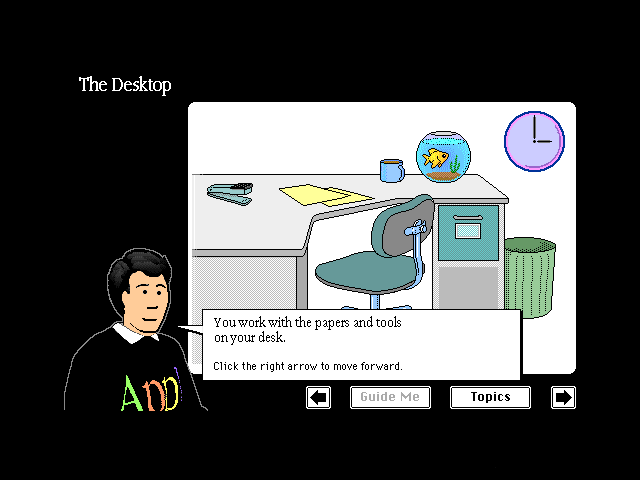 The Desktop
You work with the papers and tools
on your desk.
Click the right arrow to move forward.
Appl
Guide Me
Topics